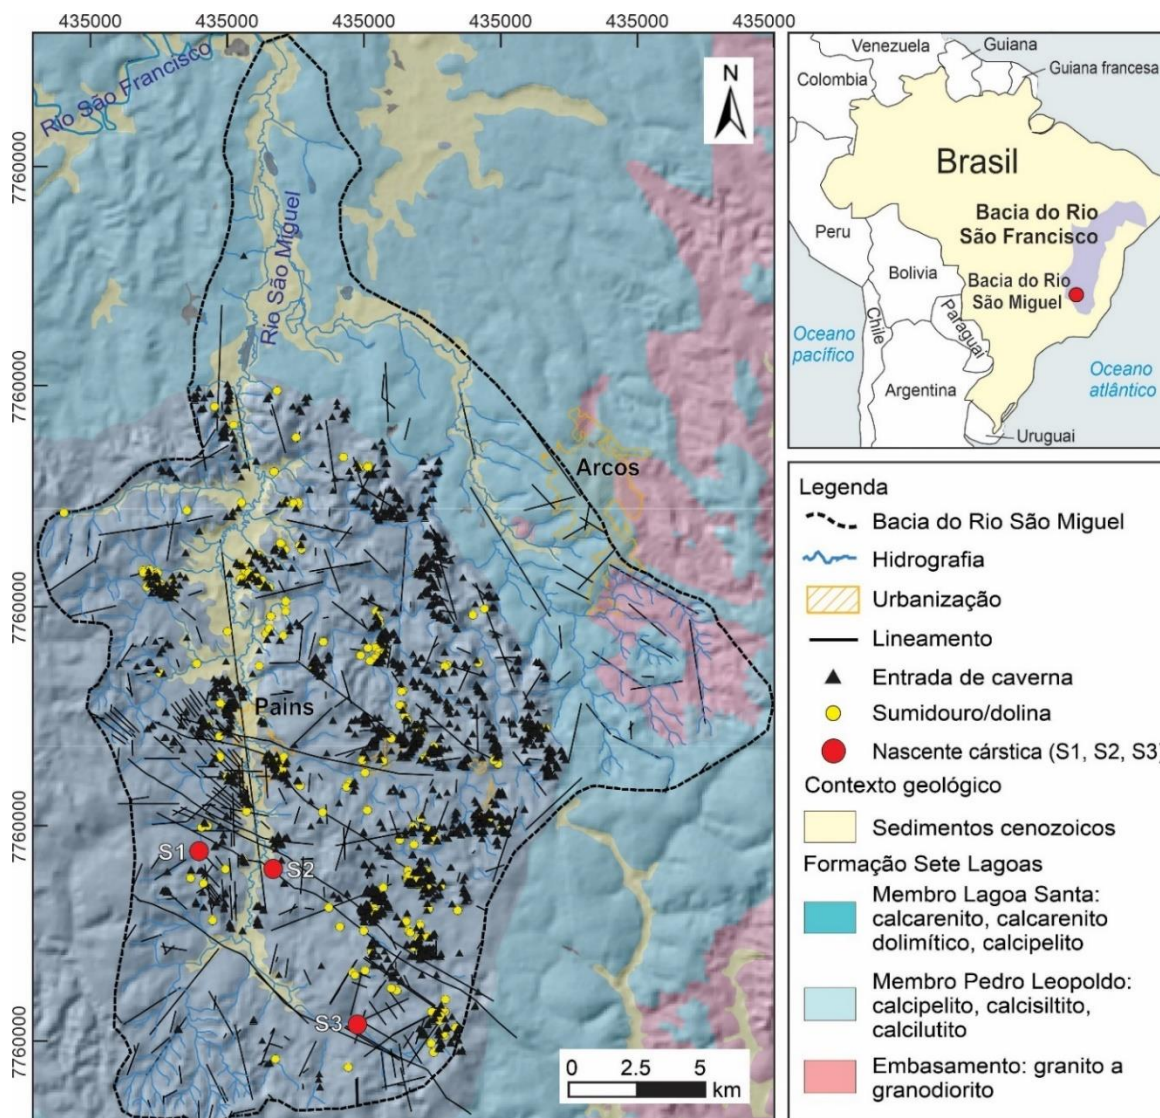 435000 435000 435000 435000 435000 435000
7760000
7760000
7760000
7760000
7760000
Rio São Francisco
Rio São Miguel
N
Arcos
Pains
S1
S2
S3
0 2.5 5
km
Venezuela
Guiana
Colombia
Guiana francesa
Brasil
Peru
Bacia do Rio
São Francisco
Bolivia
Bacia do Rio
São Miguel
Paraguai
Chile
Oceano
pacífico
Oceano
atlântico
Argentina
Uruguai
Legenda
Bacia do Rio São Miguel
Hidrografia
Urbanização
Lineamento
Entrada de caverna
Sumidouro/dolina
Nascente cárstica (S1, S2, S3)
Contexto geológico
Sedimentos cenozoicos
Formação Sete Lagoas
Membro Lagoa Santa:
calcarenito, calcarenito
dolimítico, calcipelito
Membro Pedro Leopoldo:
calcipelito, calcisiltito,
calcilutito
Embasamento: granito a
granodiorito